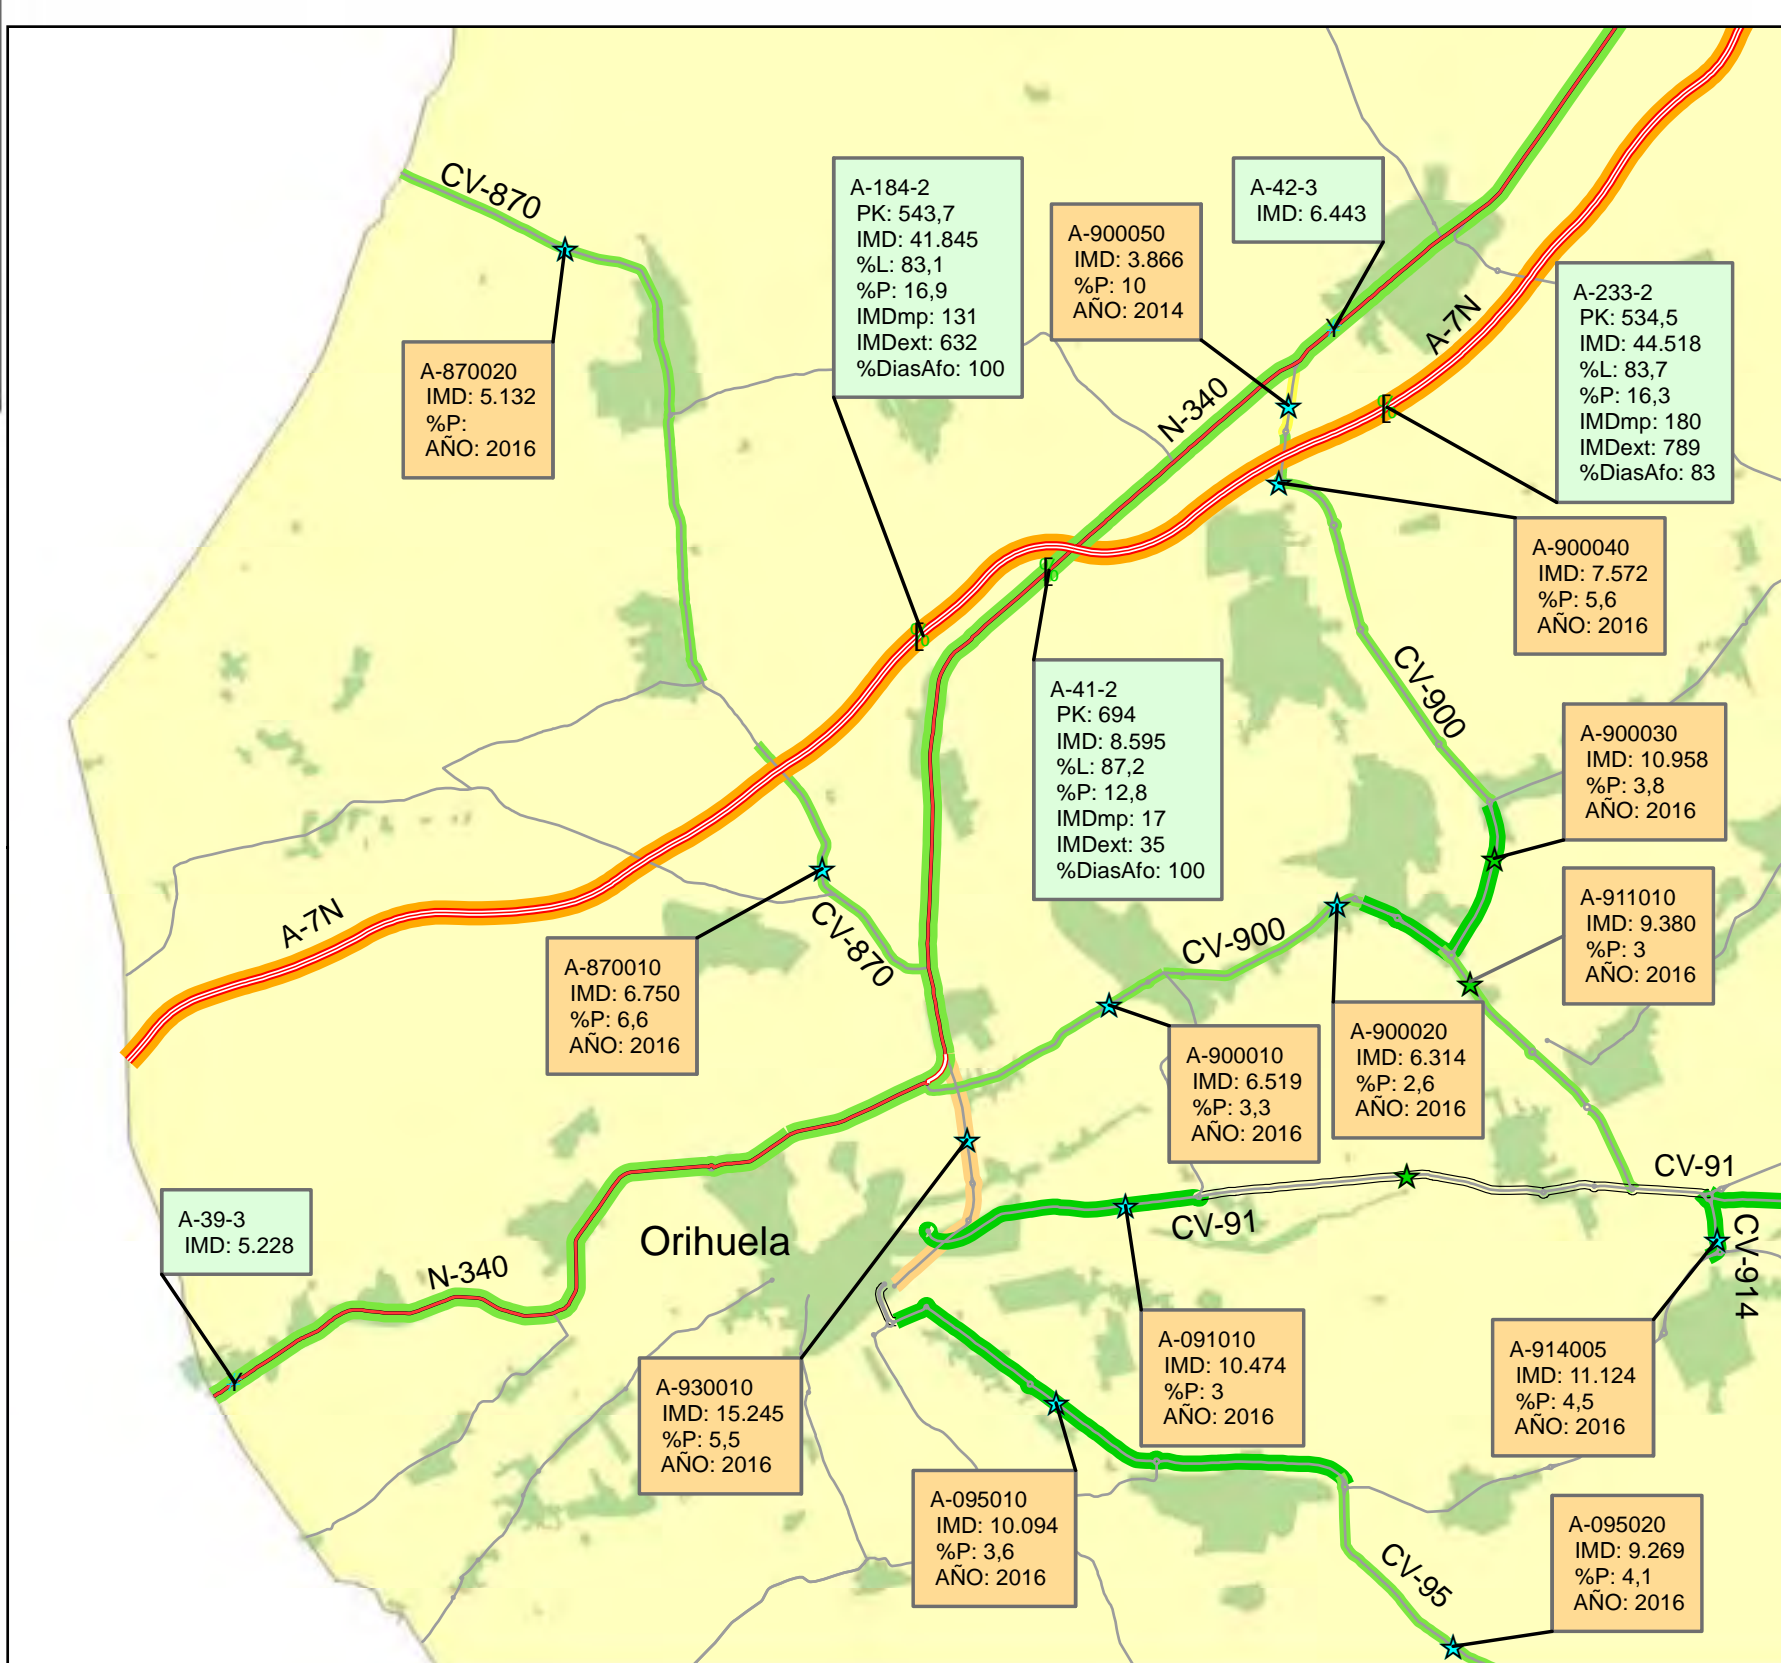 CV-870
A-184-2
PK: 543,7
IMD: 41.845
%L: 83,1
%P: 16,9
IMDmp: 131
IMDext: 632
%DiasAfo: 100
A-42-3
IMD: 6.443
A-900050
IMD: 3.866
%P: 10
AÑO: 2014
A-233-2
PK: 534,5
IMD: 44.518
%L: 83,7
%P: 16,3
IMDmp: 180
IMDext: 789
%DiasAfo: 83
A-7N
A-870020
IMD: 5.132
%P:
AÑO: 2016
N-340
A-900040
IMD: 7.572
%P: 5,6
AÑO: 2016
CV-900
A-41-2
PK: 694
IMD: 8.595
%L: 87,2
%P: 12,8
IMDmp: 17
IMDext: 35
%DiasAfo: 100
A-900030
IMD: 10.958
%P: 3,8
AÑO: 2016
A-911010
IMD: 9.380
%P: 3
AÑO: 2016
A-7N
CV-870
CV-900
A-870010
IMD: 6.750
%P: 6,6
AÑO: 2016
A-900010
IMD: 6.519
%P: 3,3
AÑO: 2016
A-900020
IMD: 6.314
%P: 2,6
AÑO: 2016
CV-91
A-39-3
IMD: 5.228
Orihuela
CV-91
CV-914
N-340
A-930010
IMD: 15.245
%P: 5,5
AÑO: 2016
A-091010
IMD: 10.474
%P: 3
AÑO: 2016
A-914005
IMD: 11.124
%P: 4,5
AÑO: 2016
A-095010
IMD: 10.094
%P: 3,6
AÑO: 2016
CV-95
A-095020
IMD: 9.269
%P: 4,1
AÑO: 2016